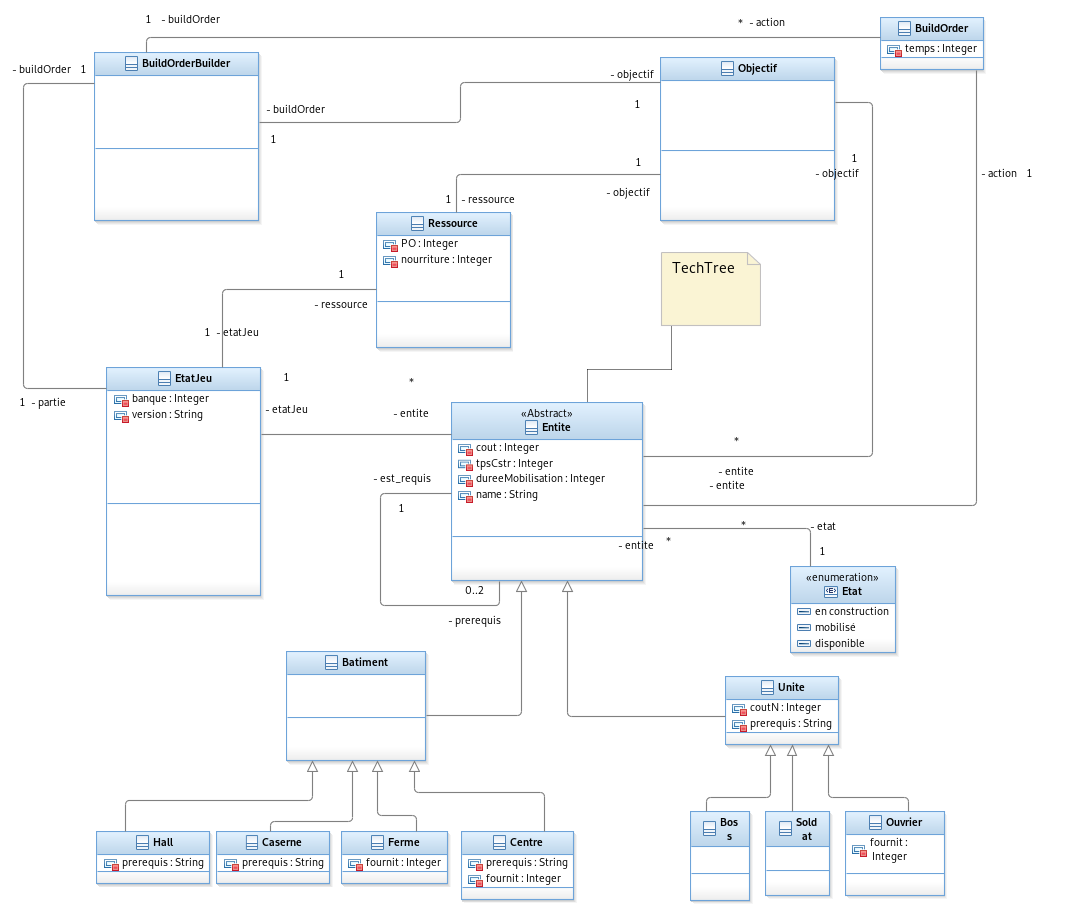 1 - buildOrder
* - action
BuildOrder
temps : Integer
- buildOrder 1
BuildOrderBuilder
- objectif
1
Objectif
- buildOrder
1
1
- objectif
1
- objectif
- action 1
1 - ressource
Ressource
PO : Integer
nourriture : Integer
TechTree
1
- ressource
1 - etatJeu
EtatJeu
banque : Integer
version : String
1 - partie
1
- etatJeu
*
- entite
«Abstract»
Entite
cout : Integer
tpsCstr : Integer
dureeMobilisation : Integer
name : String
*
- entite
- entite
- est_requis
1
* - etat
- entite *
1
0..2
- prerequis
«enumeration»
Etat
en construction
mobilisé
disponible
Batiment
Unite
coutN : Integer
prerequis : String
Hall
prerequis : String
Caserne
prerequis : String
Ferme
fournit : Integer
Centre
prerequis : String
fournit : Integer
Bos
s
Sold
at
Ouvrier
fournit :
Integer